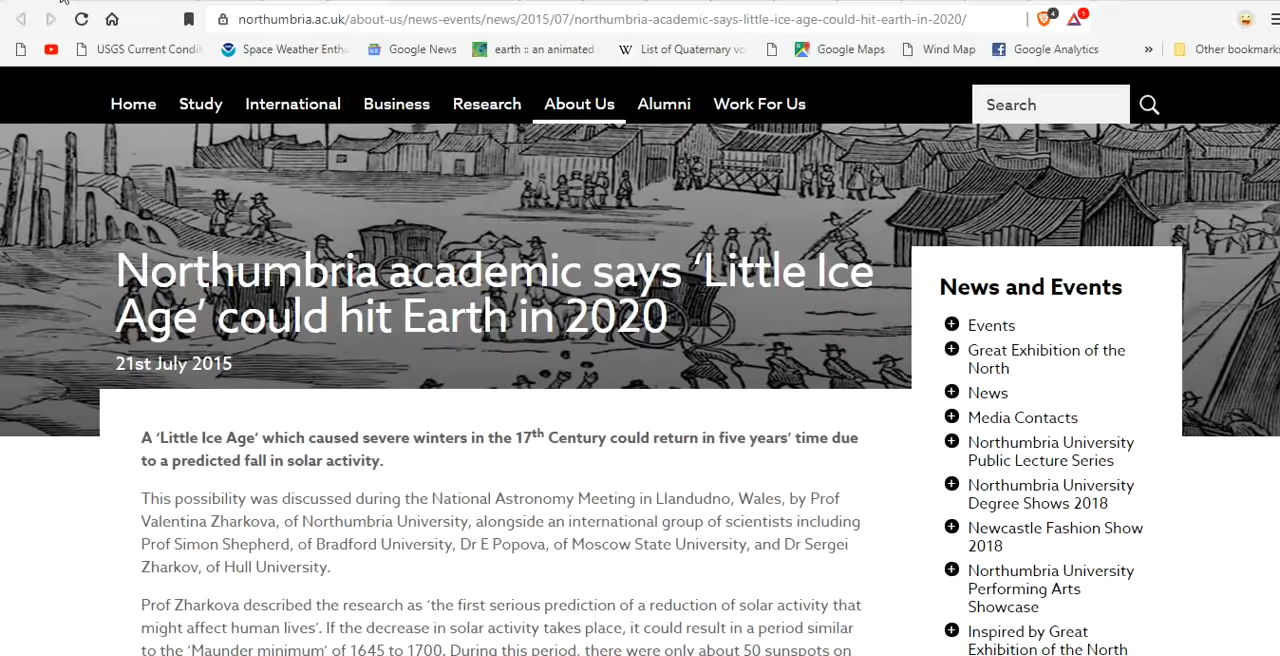 northumbria.ac.uk/about-us/news-events/news/2015/07/northumbria-academic-says-little-ice-age-could-hit-earth-in-2020/
4
1
USGS Current Condi
Space Weather Enth
Google News
earth :: an animated
List of Quaternary vo
Google Maps
Wind Map
Google Analytics
»
Other bookmarks
Home
Study
International
Business
Research
About Us
Alumni
Work For Us
Search
Northumbria academic says ‘Little Ice
Age’ could hit Earth in 2020
21st July 2015
A ‘Little Ice Age’ which caused severe winters in the 17th Century could return in five years’ time due
to a predicted fall in solar activity.
This possibility was discussed during the National Astronomy Meeting in Llandudno, Wales, by Prof
Valentina Zharkova, of Northumbria University, alongside an international group of scientists including
Prof Simon Shepherd, of Bradford University, Dr E Popova, of Moscow State University, and Dr Sergei
Zharkov, of Hull University.
Prof Zharkova described the research as ‘the first serious prediction of a reduction of solar activity that
might affect human lives’. If the decrease in solar activity takes place, it could result in a period similar
to the ‘Maunder minimum’ of 1645 to 1700. During this period, there were only about 50 sunspots on
News and Events
Events
Great Exhibition of the
North
News
Media Contacts
Northumbria University
Public Lecture Series
Northumbria University
Degree Shows 2018
Newcastle Fashion Show
2018
Northumbria University
Performing Arts
Showcase
Inspired by Great
Exhibition of the North